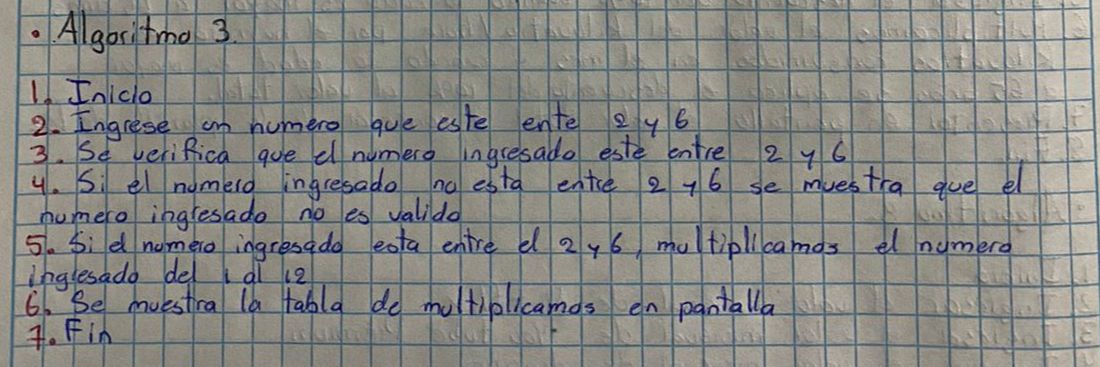 • Algoritmo 3.
1. Inicio
2. Ingrese un numero que este ente 2 y 6
3. Se verifica que el numero ingresado este entre 2 y 6
4. Si el numero ingresado no esta entre 2 y 6 se muestra que el
numero ingresado no es valido
5. Si el numero ingresado esta entre el 2 y 6, multiplicamos el numero
ingresado del 1 al 12
6. Se muestra la tabla de multiplicamos en pantalla
7. Fin